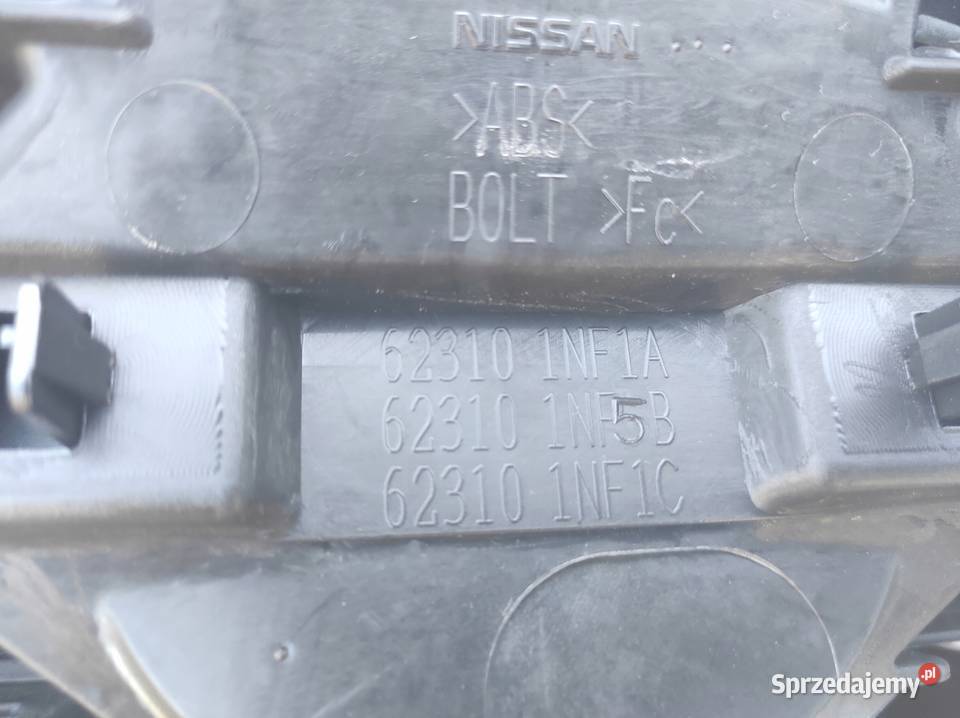 NISSAN ...
>ABS<
BOLT >Fc<
62310 1NF1A
62310 1NF5B
62310 1NF1C
Sprzedajemy.pl